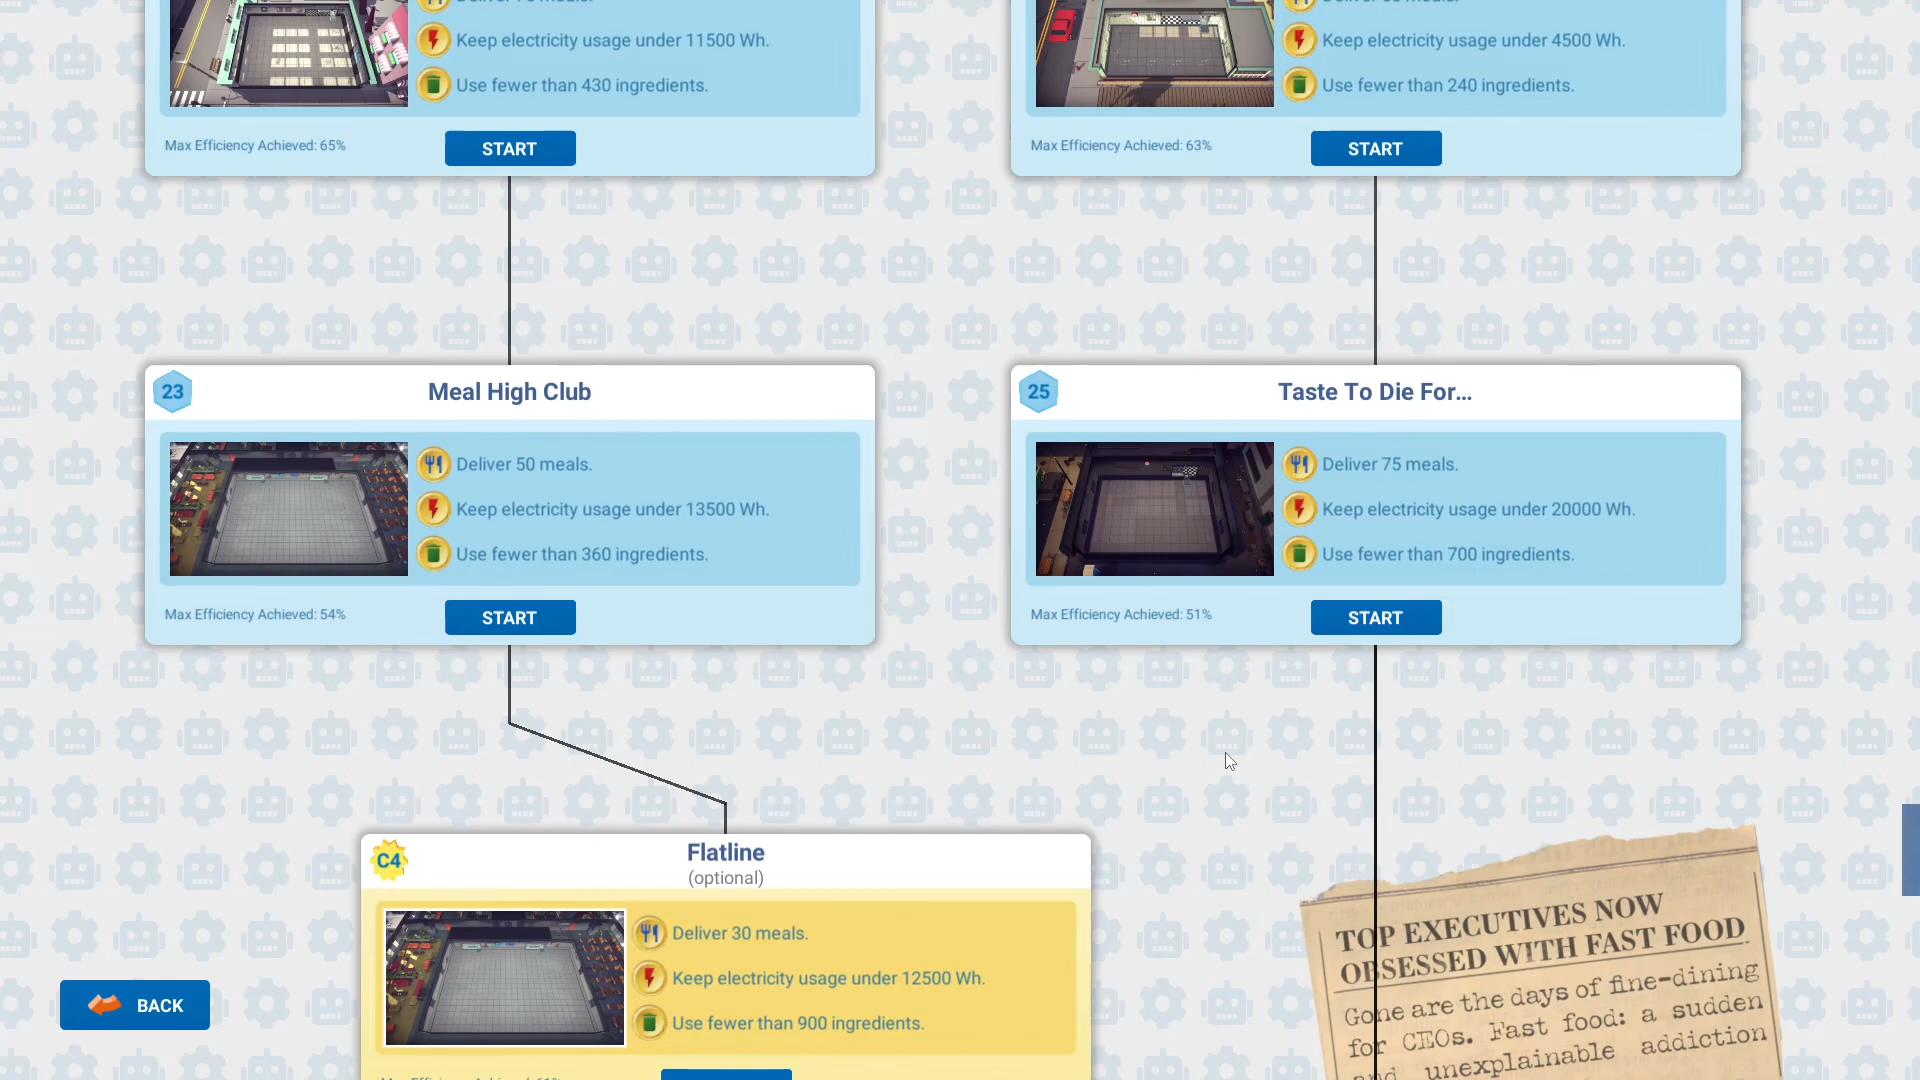 Keep electricity usage under 11500 Wh.
Use fewer than 430 ingredients.
Max Efficiency Achieved: 65%
START
Keep electricity usage under 4500 Wh.
Use fewer than 240 ingredients.
Max Efficiency Achieved: 63%
START
23
Meal High Club
Deliver 50 meals.
Keep electricity usage under 13500 Wh.
Use fewer than 360 ingredients.
Max Efficiency Achieved: 54%
START
25
Taste To Die For...
Deliver 75 meals.
Keep electricity usage under 20000 Wh.
Use fewer than 700 ingredients.
Max Efficiency Achieved: 51%
START
C4
Flatline
(optional)
Deliver 30 meals.
Keep electricity usage under 12500 Wh.
Use fewer than 900 ingredients.
BACK
TOP EXECUTIVES NOW
OBSESSED WITH FAST FOOD
Gone are the days of fine-dining
for CEOs. Fast food: a sudden
and unexplainable addiction